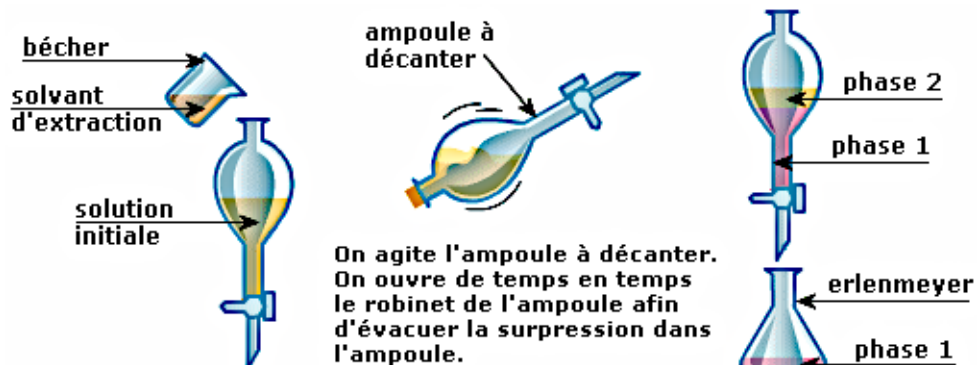 bécher
solvant
d'extraction
solution
initiale
ampoule à
décanter
On agite l'ampoule à décanter.
On ouvre de temps en temps
le robinet de l'ampoule afin
d'évacuer la surpression dans
l'ampoule.
phase 2
phase 1
erlenmeyer
phase 1